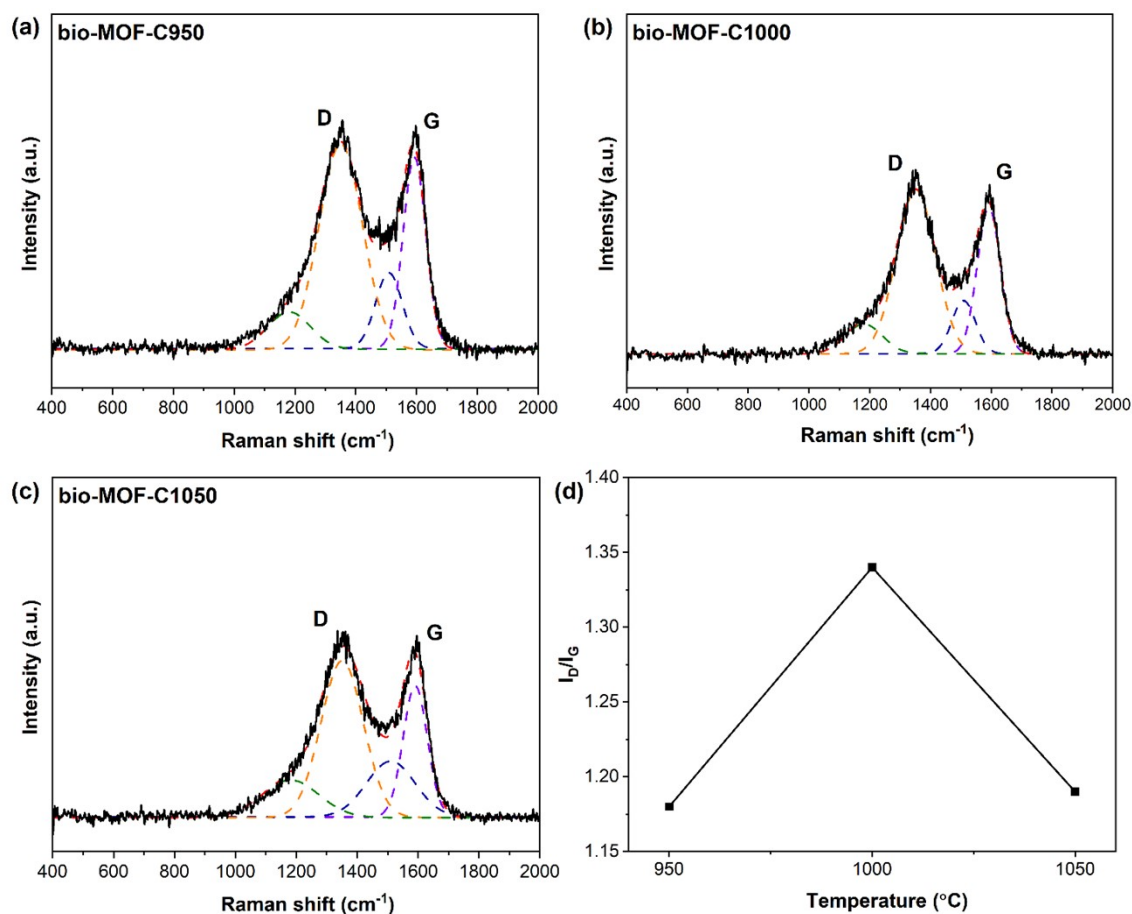 (a) bio-MOF-C950
D
G
Intensity (a.u.)
400 600 800 1000 1200 1400 1600 1800 2000
Raman shift (cm⁻¹)
(b) bio-MOF-C1000
D
G
Intensity (a.u.)
400 600 800 1000 1200 1400 1600 1800 2000
Raman shift (cm⁻¹)
(c) bio-MOF-C1050
D
G
Intensity (a.u.)
400 600 800 1000 1200 1400 1600 1800 2000
Raman shift (cm⁻¹)
(d)
1.40
1.35
1.30
1.25
1.20
1.15
I_D/I_G
950 1000 1050
Temperature (°C)